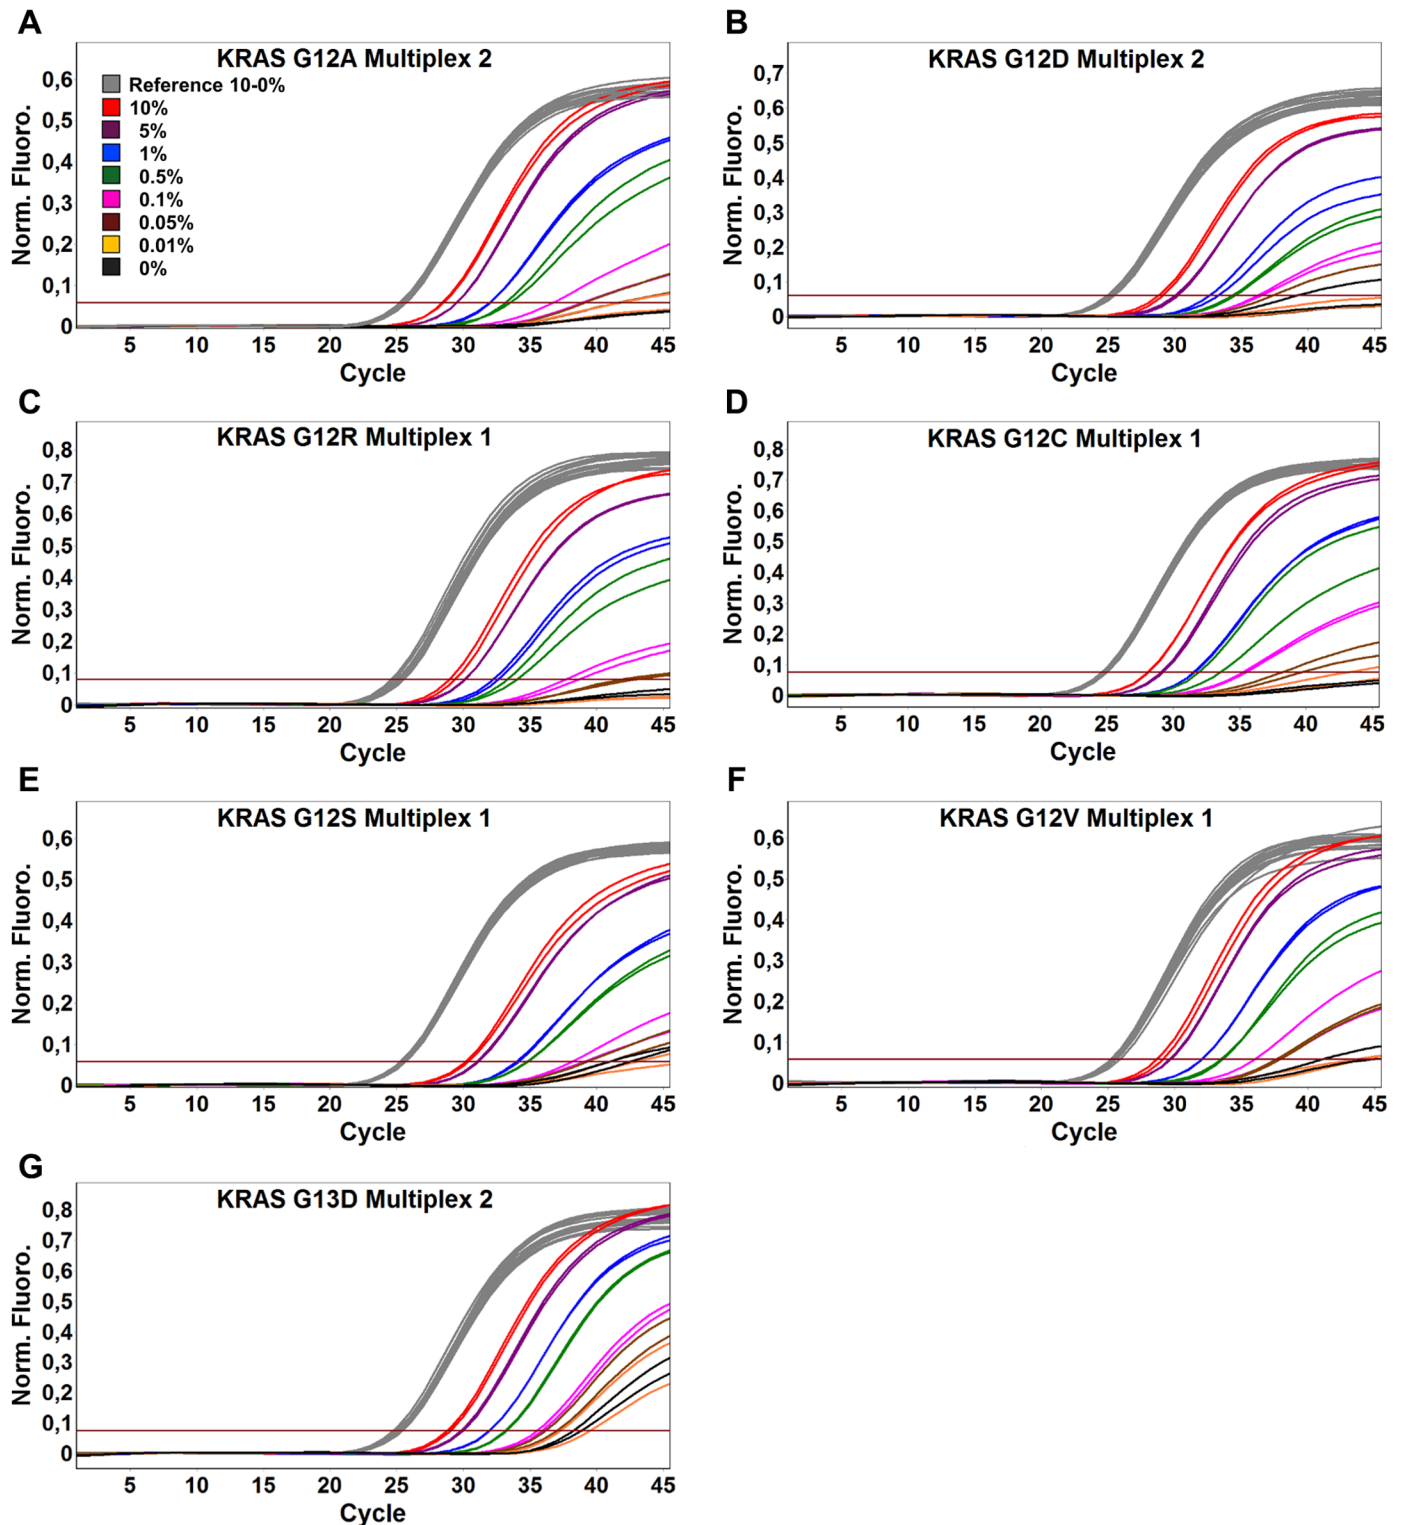 A
KRAS G12A Multiplex 2
Norm. Fluoro.
0,6
0,5
0,4
0,3
0,2
0,1
0
Reference 10-0%
10%
5%
1%
0.5%
0.1%
0.05%
0.01%
0%
5 10 15 20 25 30 35 40 45
Cycle
B
KRAS G12D Multiplex 2
Norm. Fluoro.
0,7
0,6
0,5
0,4
0,3
0,2
0,1
0
5 10 15 20 25 30 35 40 45
Cycle
C
KRAS G12R Multiplex 1
Norm. Fluoro.
0,8
0,7
0,6
0,5
0,4
0,3
0,2
0,1
0
5 10 15 20 25 30 35 40 45
Cycle
D
KRAS G12C Multiplex 1
Norm. Fluoro.
0,8
0,7
0,6
0,5
0,4
0,3
0,2
0,1
0
5 10 15 20 25 30 35 40 45
Cycle
E
KRAS G12S Multiplex 1
Norm. Fluoro.
0,6
0,5
0,4
0,3
0,2
0,1
0
5 10 15 20 25 30 35 40 45
Cycle
F
KRAS G12V Multiplex 1
Norm. Fluoro.
0,6
0,5
0,4
0,3
0,2
0,1
0
5 10 15 20 25 30 35 40 45
Cycle
G
KRAS G13D Multiplex 2
Norm. Fluoro.
0,8
0,7
0,6
0,5
0,4
0,3
0,2
0,1
0
5 10 15 20 25 30 35 40 45
Cycle